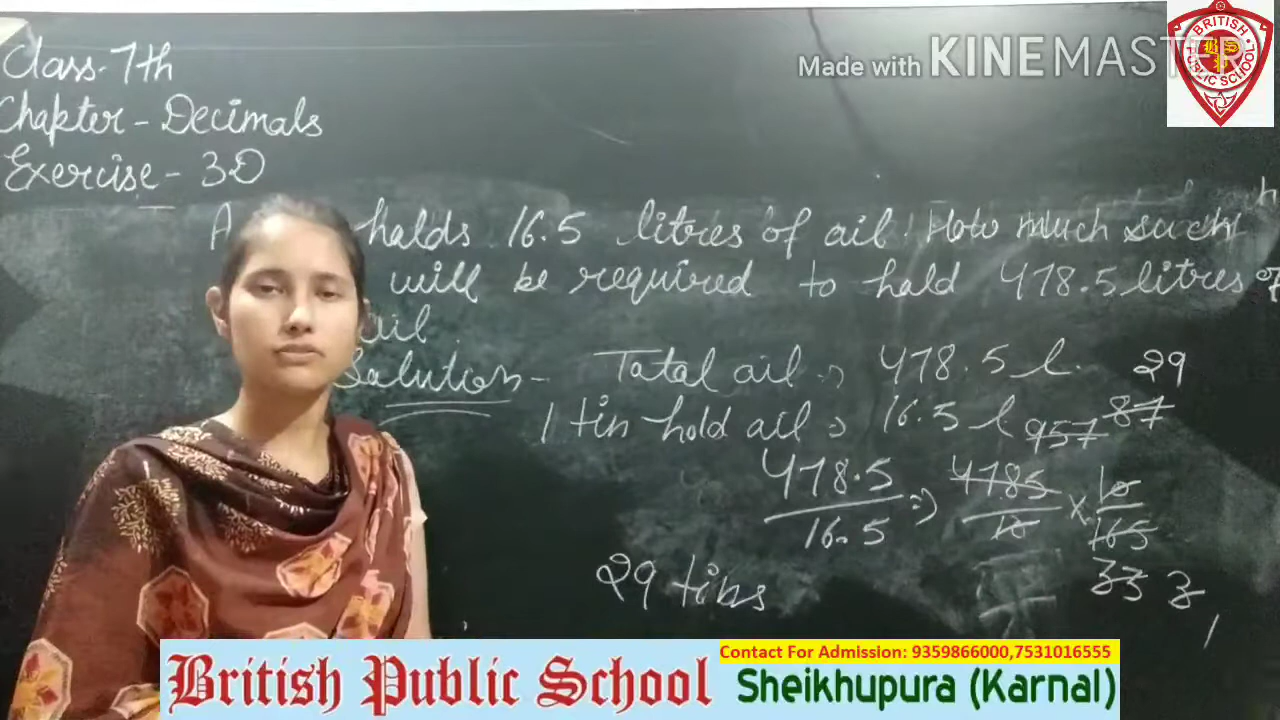 Class-7th
Chapter-Decimals
Exercise-3D
A holds 16.5 litres of oil. How much such
will be required to hold 478.5 litres of
oil.
Solution- Total oil ⇒ 478.5 l.
1 tin hold oil ⇒ 16.5 l
478.5
16.5
⇒
4785
10
×
10
165
957
87
29
33
3
1
29 tins
Made with KINEMASTER
BRITISH PUBLIC SCHOOL
BPS
British Public School
Contact For Admission: 9359866000,7531016555
Sheikhupura (Karnal)